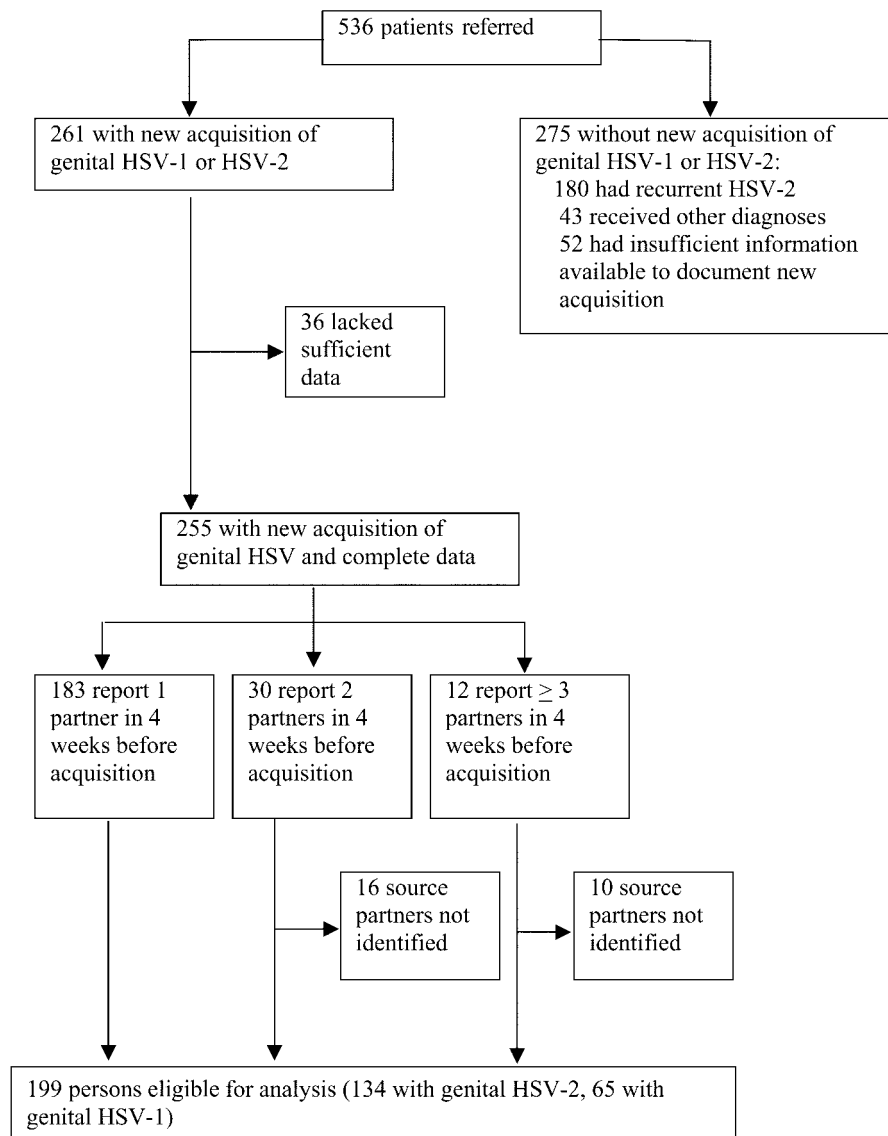 536 patients referred
261 with new acquisition of
genital HSV-1 or HSV-2
275 without new acquisition of
genital HSV-1 or HSV-2:
180 had recurrent HSV-2
43 received other diagnoses
52 had insufficient information
available to document new
acquisition
36 lacked
sufficient
data
255 with new acquisition of
genital HSV and complete data
183 report 1
partner in 4
weeks before
acquisition
30 report 2
partners in 4
weeks before
acquisition
12 report ≥ 3
partners in 4
weeks before
acquisition
16 source
partners not
identified
10 source
partners not
identified
199 persons eligible for analysis (134 with genital HSV-2, 65 with
genital HSV-1)